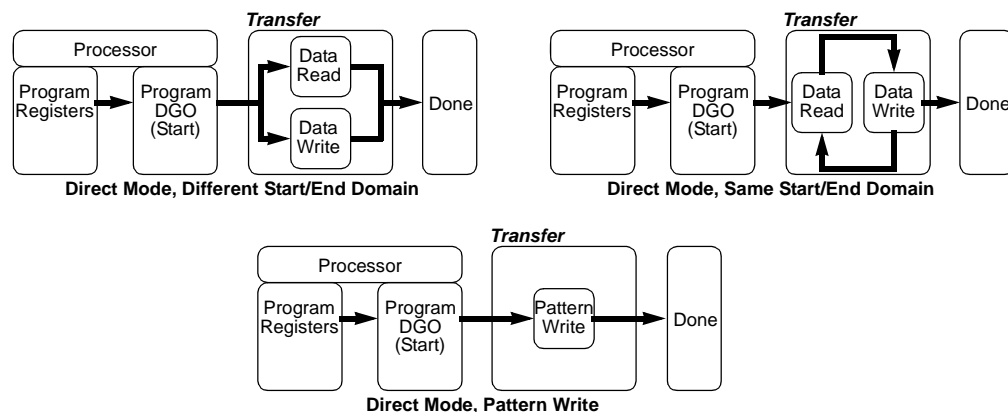 Transfer
Processor
Program
Registers
Program
DGO
(Start)
Data
Read
Data
Write
Done
Direct Mode, Different Start/End Domain
Transfer
Processor
Program
Registers
Program
DGO
(Start)
Data
Read
Data
Write
Done
Direct Mode, Same Start/End Domain
Transfer
Processor
Program
Registers
Program
DGO
(Start)
Pattern
Write
Done
Direct Mode, Pattern Write